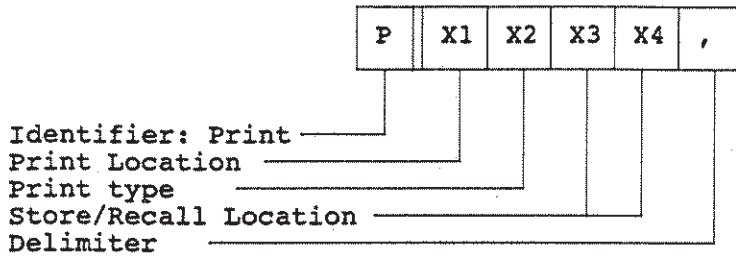 P X1 X2 X3 X4 ,
Identifier: Print
Print Location
Print type
Store/Recall Location
Delimiter